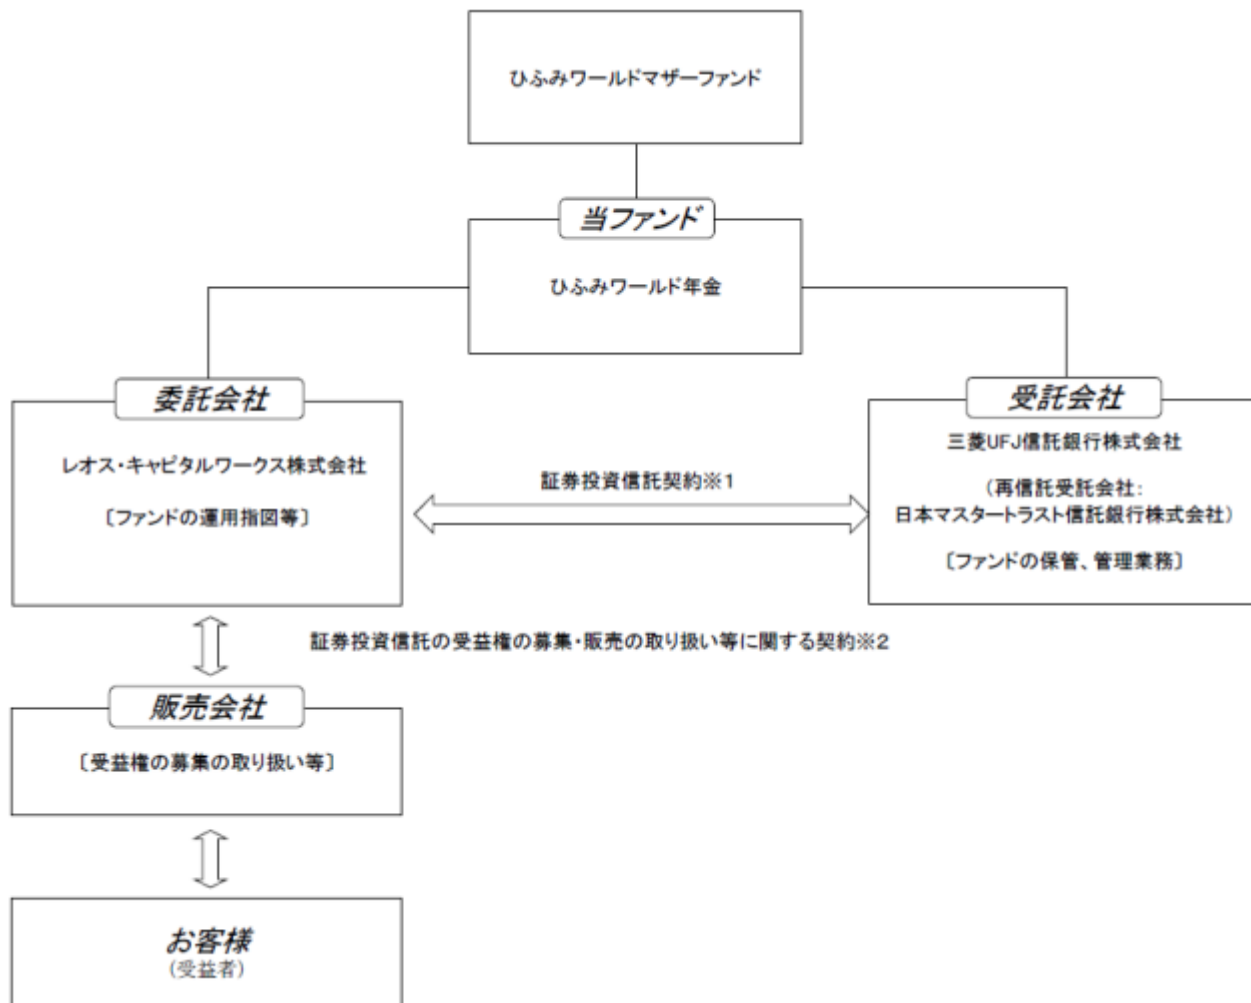 ひふみワールドマザーファンド
当ファンド
ひふみワールド年金
委託会社
レオス・キャピタルワークス株式会社
〔ファンドの運用指図等〕
証券投資信託契約※1
受託会社
三菱UFJ信託銀行株式会社
（再信託受託会社：
日本マスタートラスト信託銀行株式会社）
〔ファンドの保管、管理業務〕
証券投資信託の受益権の募集・販売の取り扱い等に関する契約※2
販売会社
〔受益権の募集の取り扱い等〕
お客様
（受益者）